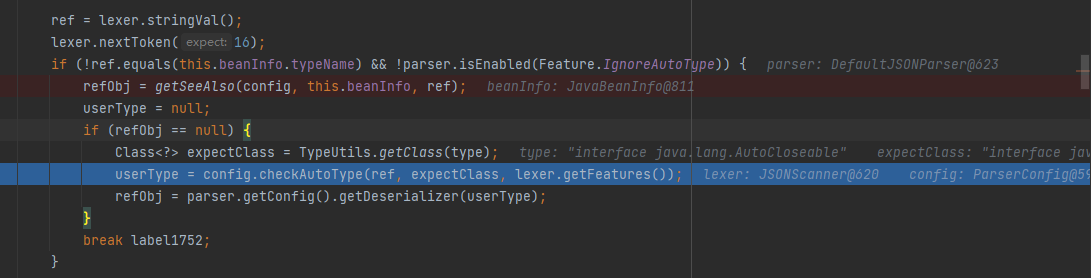 ref = lexer.stringVal();
lexer.nextToken( expect: 16);
if (!ref.equals(this.beanInfo.typeName) && !parser.isEnabled(Feature.IgnoreAutoType)) {   parser: DefaultJSONParser@623
refObj = getSeeAlso(config, this.beanInfo, ref);   beanInfo: JavaBeanInfo@811
userType = null;
if (refObj == null) {
Class<?> expectClass = TypeUtils.getClass(type);   type: "interface java.lang.AutoCloseable"   expectClass: "interface jav
userType = config.checkAutoType(ref, expectClass, lexer.getFeatures());   lexer: JSONScanner@620   config: ParserConfig@59
refObj = parser.getConfig().getDeserializer(userType);
}
break label1752;
}